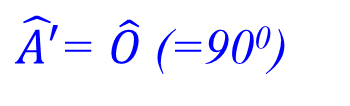 Â' = Ô (=90⁰)